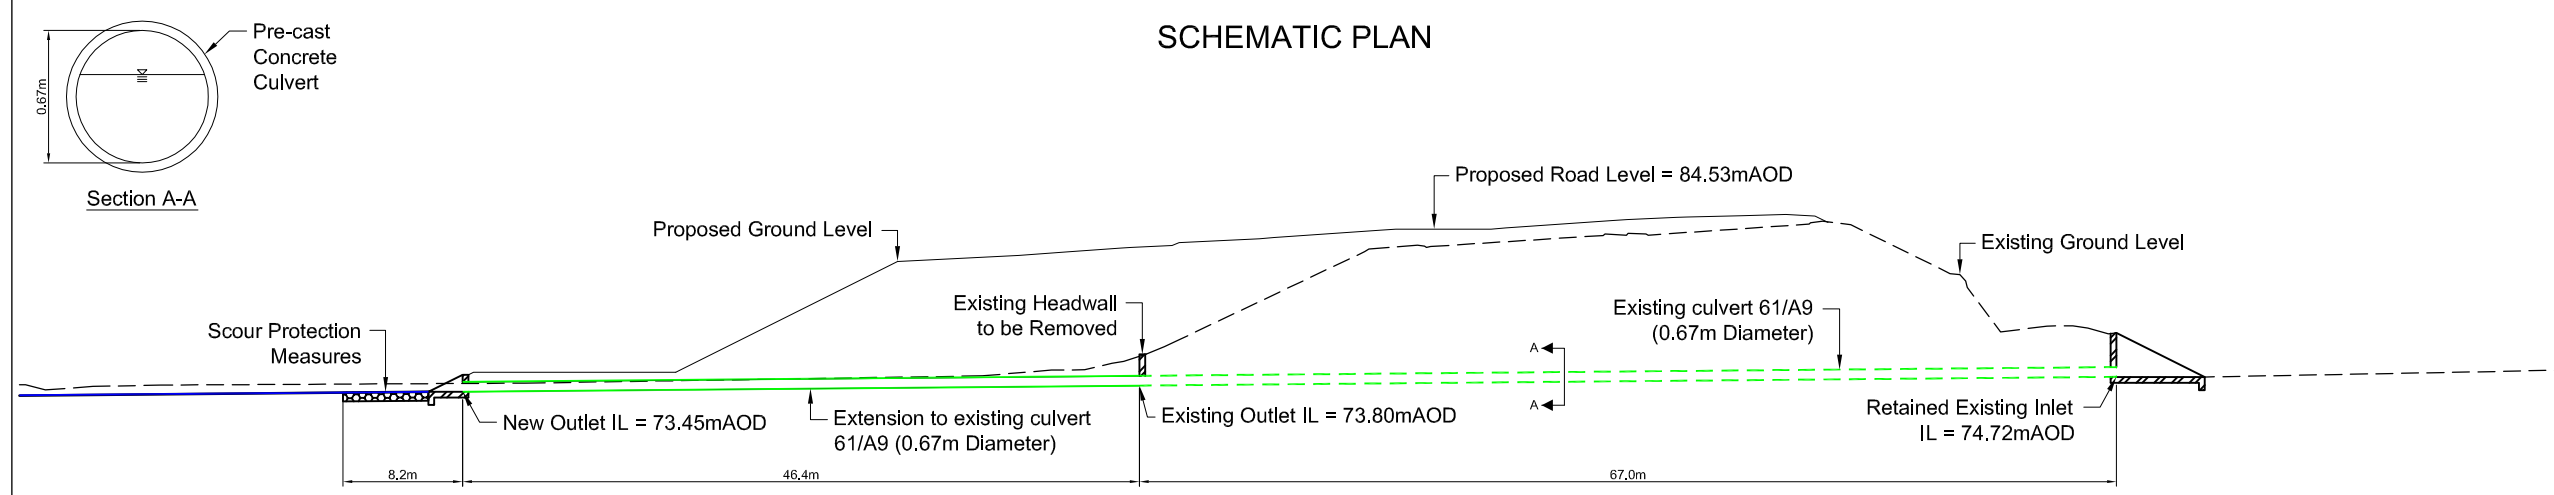 SCHEMATIC PLAN
Pre-cast
Concrete
Culvert
0.67m
Section A-A
Proposed Road Level = 84.53mAOD
Proposed Ground Level
Existing Ground Level
Existing Headwall
to be Removed
Existing culvert 61/A9
(0.67m Diameter)
Scour Protection
Measures
A
A
New Outlet IL = 73.45mAOD
Extension to existing culvert
61/A9 (0.67m Diameter)
Existing Outlet IL = 73.80mAOD
Retained Existing Inlet
IL = 74.72mAOD
8.2m
46.4m
67.0m